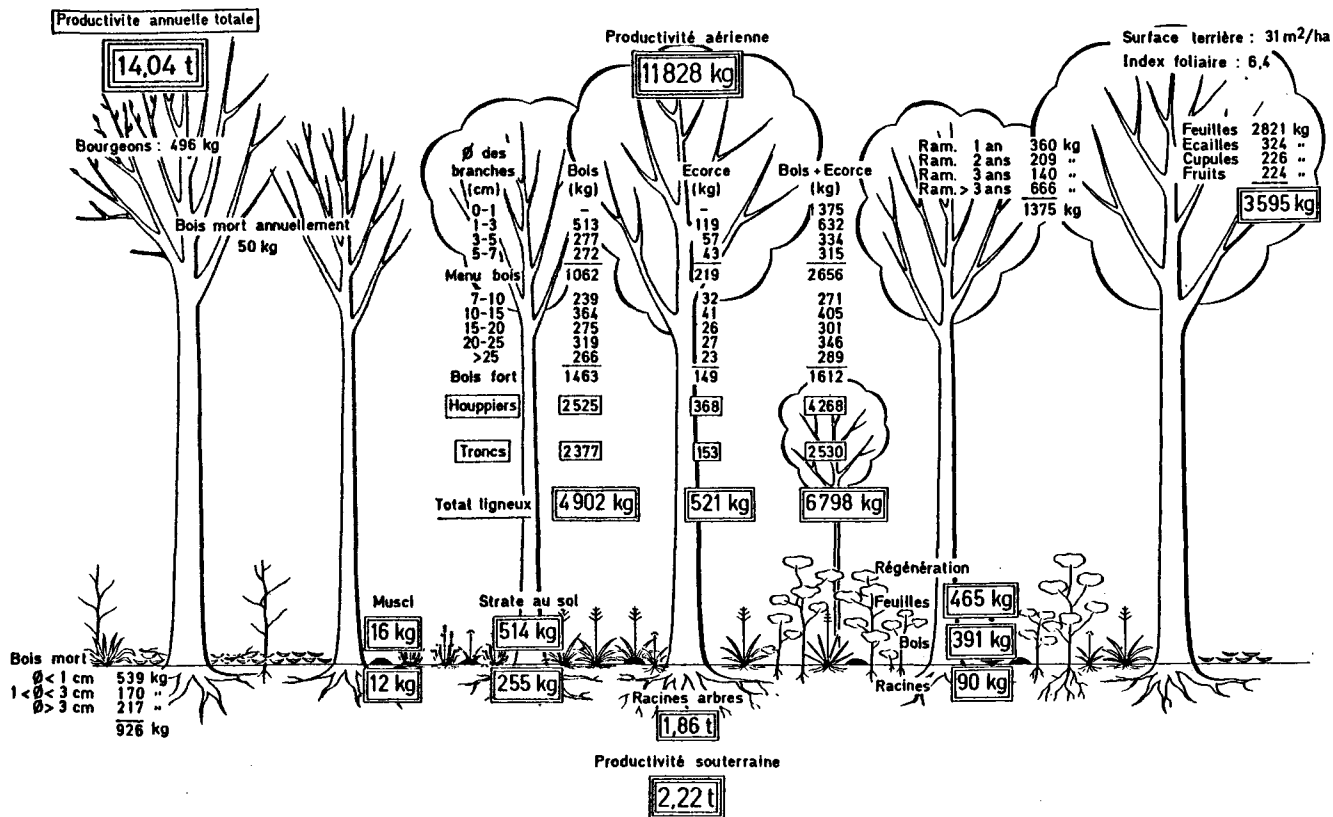 Productivite annuelle totale
14,04 t
Bourgeons : 496 kg
Bois mort annuellement
50 kg
Productivité aérienne
11828 kg
Surface terrière : 31 m²/ha
Index foliaire : 6,4
Feuilles 2821 kg
Ecailles 324 "
Cupules 226 "
Fruits 224 "
3595 kg
Ram. 1 an 360 kg
Ram. 2 ans 209 "
Ram. 3 ans 140 "
Ram. > 3 ans 666 "
1375 kg
Ø des branches (cm) Bois (kg) Ecorce (kg) Bois + Ecorce (kg)
0-1 - - 1375
1-3 513 119 632
3-5 277 57 334
5-7 272 43 315
Menu bois 1062 219 2656
7-10 239 32 271
10-15 364 41 405
15-20 275 26 301
20-25 319 27 346
>25 266 23 289
Bois fort 1463 149 1612
Houppiers 2525 368 4268
Troncs 2377 153 2530
Total ligneux 4902 kg 521 kg 6798 kg
Régénération
Feuilles 465 kg
Bois 391 kg
Racines 90 kg
Musci
16 kg
12 kg
Strate au sol
514 kg
255 kg
Bois mort
Ø < 1 cm 539 kg
1 < Ø < 3 cm 170 "
Ø > 3 cm 217 "
926 kg
Racines arbres
1,86 t
Productivité souterraine
2,22 t